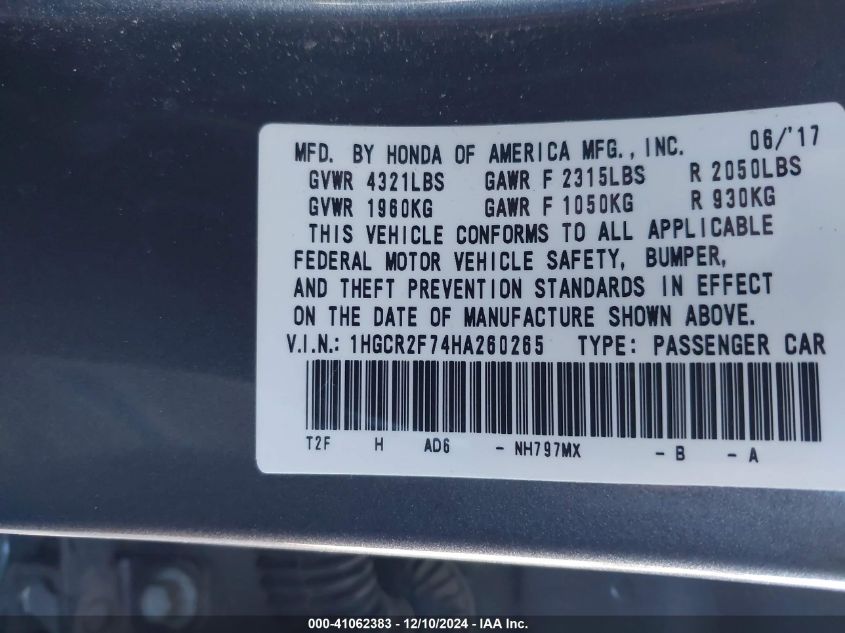 MFD. BY HONDA OF AMERICA MFG., INC. 06/'17
GVWR 4321LBS GAWR F 2315LBS R 2050LBS
GVWR 1960KG GAWR F 1050KG R 930KG
THIS VEHICLE CONFORMS TO ALL APPLICABLE
FEDERAL MOTOR VEHICLE SAFETY, BUMPER,
AND THEFT PREVENTION STANDARDS IN EFFECT
ON THE DATE OF MANUFACTURE SHOWN ABOVE.
V.I.N.: 1HGCR2F74HA260265 TYPE: PASSENGER CAR
T2F H AD6 - NH797MX - B - A
000-41062383 - 12/10/2024 - IAA Inc.